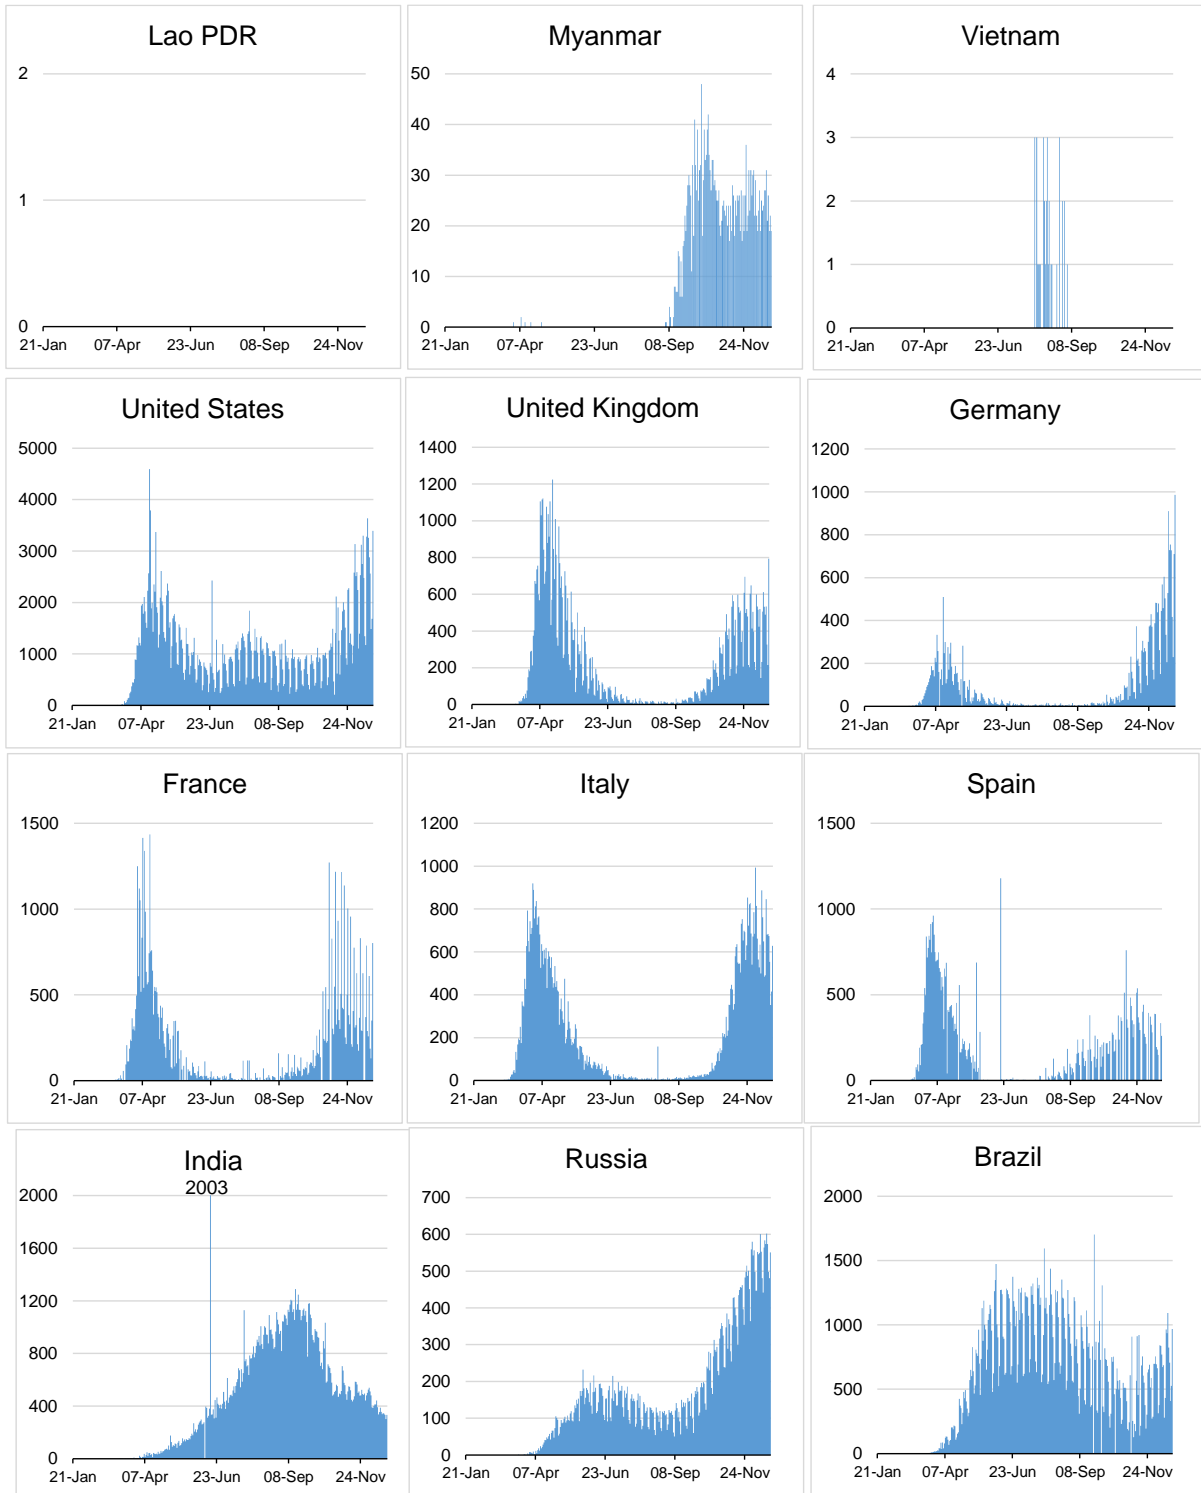 Lao PDR
2
1
0
21-Jan 07-Apr 23-Jun 08-Sep 24-Nov
Myanmar
50
40
30
20
10
0
21-Jan 07-Apr 23-Jun 08-Sep 24-Nov
Vietnam
4
3
2
1
0
21-Jan 07-Apr 23-Jun 08-Sep 24-Nov
United States
5000
4000
3000
2000
1000
0
21-Jan 07-Apr 23-Jun 08-Sep 24-Nov
United Kingdom
1400
1200
1000
800
600
400
200
0
21-Jan 07-Apr 23-Jun 08-Sep 24-Nov
Germany
1200
1000
800
600
400
200
0
21-Jan 07-Apr 23-Jun 08-Sep 24-Nov
France
1500
1000
500
0
21-Jan 07-Apr 23-Jun 08-Sep 24-Nov
Italy
1200
1000
800
600
400
200
0
21-Jan 07-Apr 23-Jun 08-Sep 24-Nov
Spain
1500
1000
500
0
21-Jan 07-Apr 23-Jun 08-Sep 24-Nov
India
2003
2000
1600
1200
800
400
0
21-Jan 07-Apr 23-Jun 08-Sep 24-Nov
Russia
700
600
500
400
300
200
100
0
21-Jan 07-Apr 23-Jun 08-Sep 24-Nov
Brazil
2000
1500
1000
500
0
21-Jan 07-Apr 23-Jun 08-Sep 24-Nov